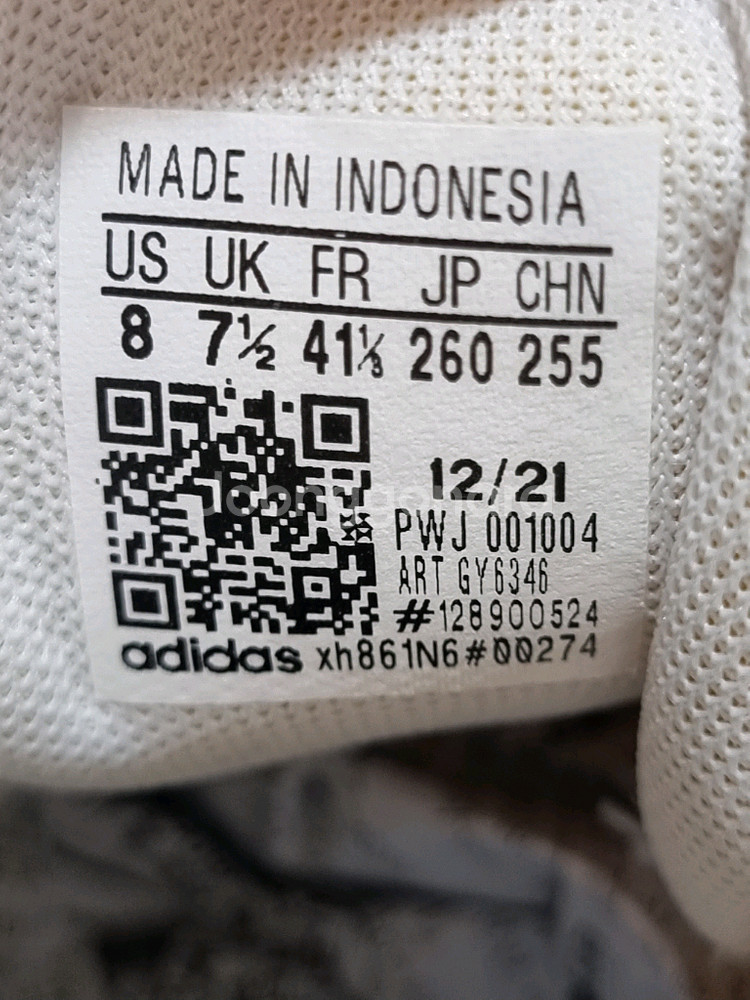 MADE IN INDONESIA
US UK FR JP CHN
8 7½ 41⅓ 260 255
12/21
PWJ 001004
ART GY6346
#128900524
adidas xh861N6#00274